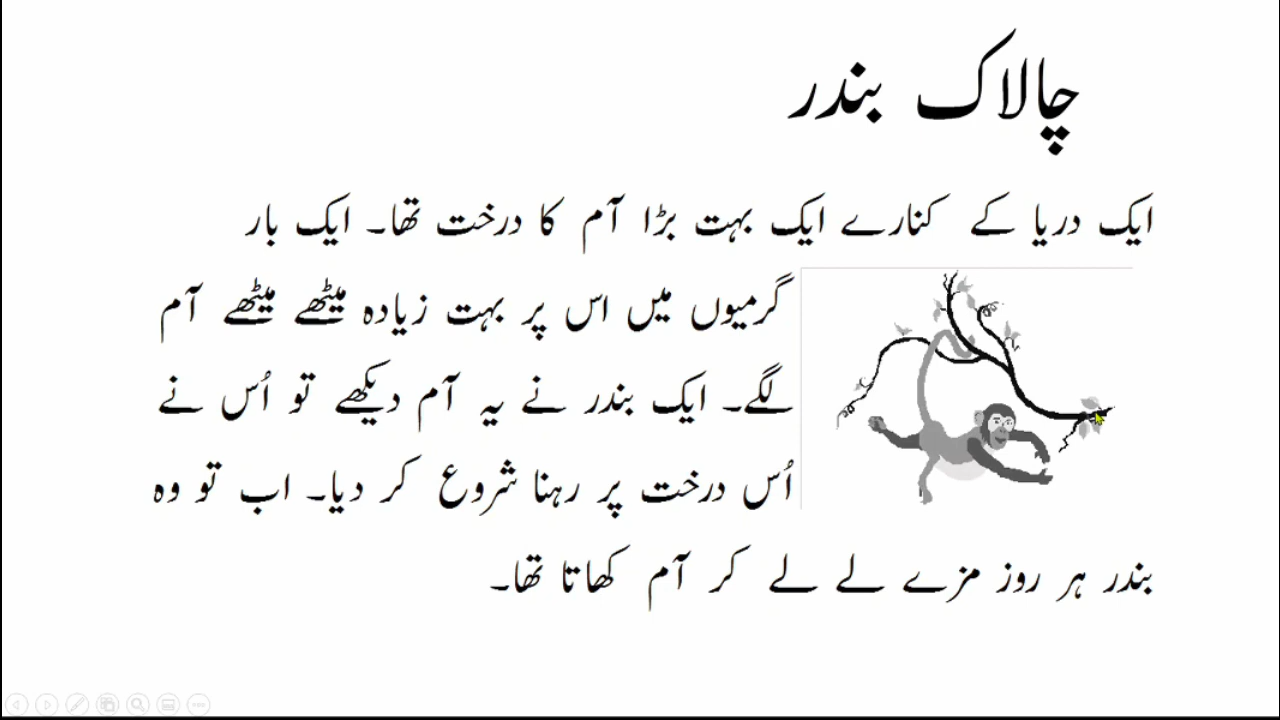 چالاک بندر
ایک دریا کے کنارے ایک بہت بڑا آم کا درخت تھا۔ ایک بار
گرمیوں میں اس پر بہت زیادہ میٹھے میٹھے آم
لگے۔ ایک بندر نے یہ آم دیکھے تو اُس نے
اُس درخت پر رہنا شروع کر دیا۔ اب تو وہ
بندر ہر روز مزے لے لے کر آم کھاتا تھا۔